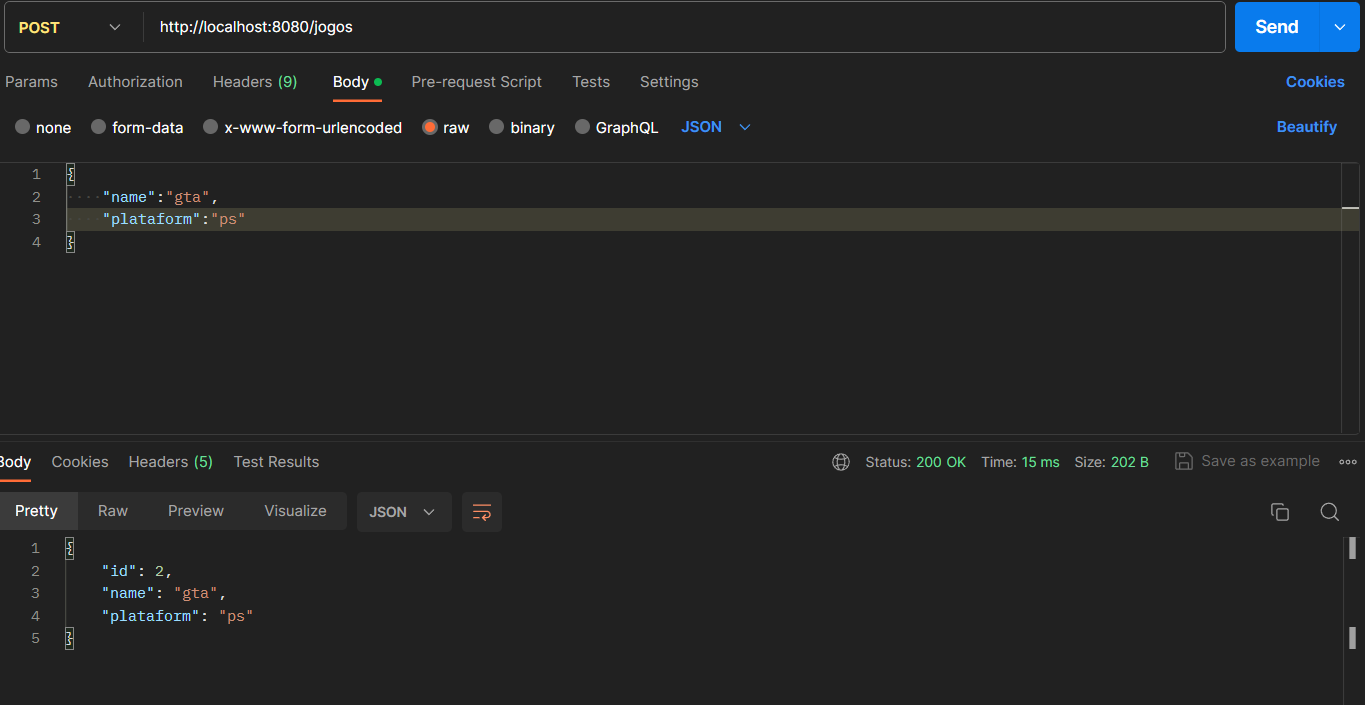 POST http://localhost:8080/jogos Send
Params Authorization Headers (9) Body Pre-request Script Tests Settings Cookies
none form-data x-www-form-urlencoded raw binary GraphQL JSON Beautify
1 {
2 ····"name":"gta",
3 ····"plataform":"ps"
4 }
Body Cookies Headers (5) Test Results Status: 200 OK Time: 15 ms Size: 202 B Save as example
Pretty Raw Preview Visualize JSON
1 {
2 "id": 2,
3 "name": "gta",
4 "plataform": "ps"
5 }